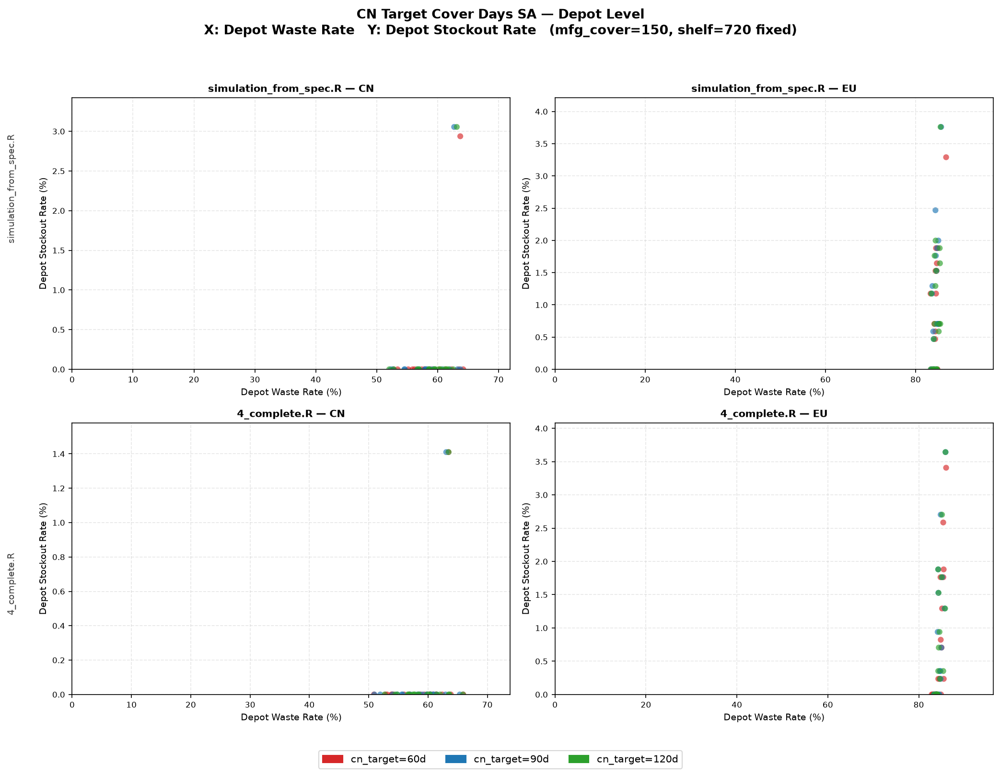 CN Target Cover Days SA — Depot Level
X: Depot Waste Rate   Y: Depot Stockout Rate   (mfg_cover=150, shelf=720 fixed)
simulation_from_spec.R
simulation_from_spec.R — CN
Depot Stockout Rate (%)
3.0
2.5
2.0
1.5
1.0
0.5
0.0
0 10 20 30 40 50 60 70
Depot Waste Rate (%)
simulation_from_spec.R — EU
Depot Stockout Rate (%)
4.0
3.5
3.0
2.5
2.0
1.5
1.0
0.5
0.0
0 20 40 60 80
Depot Waste Rate (%)
4_complete.R
4_complete.R — CN
Depot Stockout Rate (%)
1.4
1.2
1.0
0.8
0.6
0.4
0.2
0.0
0 10 20 30 40 50 60 70
Depot Waste Rate (%)
4_complete.R — EU
Depot Stockout Rate (%)
4.0
3.5
3.0
2.5
2.0
1.5
1.0
0.5
0.0
0 20 40 60 80
Depot Waste Rate (%)
cn_target=60d cn_target=90d cn_target=120d